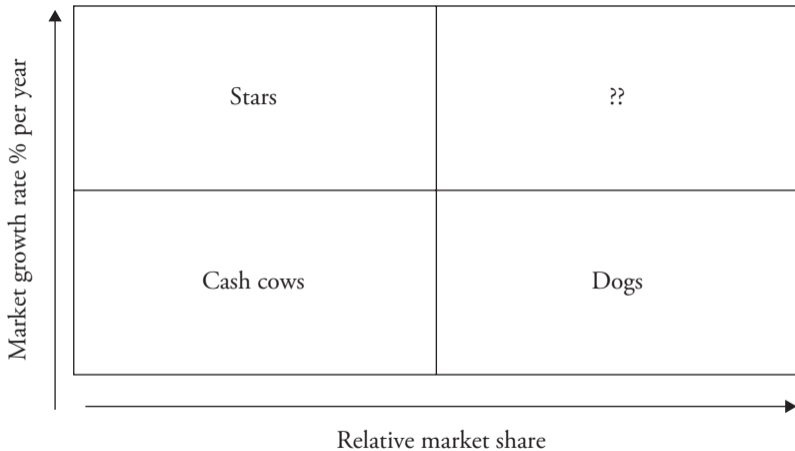 Market growth rate % per year
Stars
??
Cash cows
Dogs
Relative market share